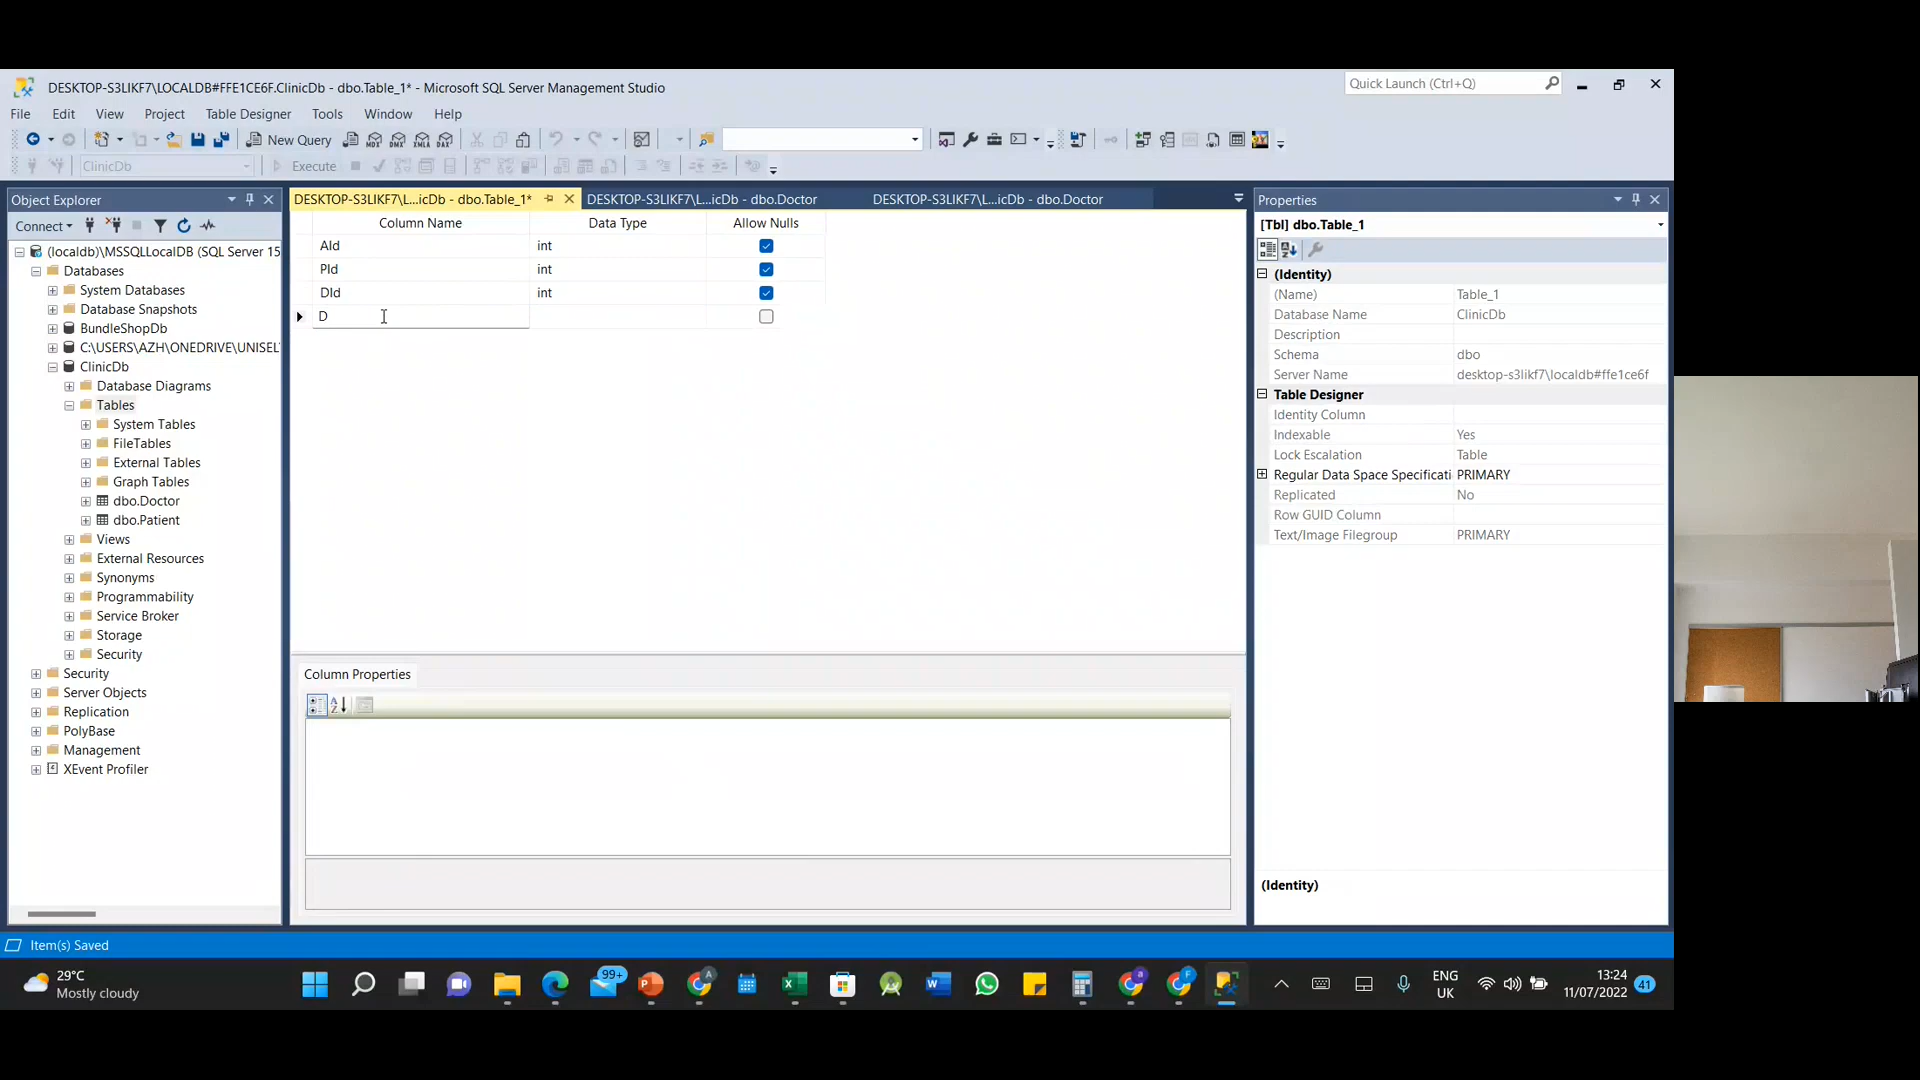 DESKTOP-S3LIKF7\LOCALDB#FFE1CE6F.ClinicDb - dbo.Table_1* - Microsoft SQL Server Management Studio
Quick Launch (Ctrl+Q)
File Edit View Project Table Designer Tools Window Help
New Query
MDX DMX XMLA DAX
ClinicDb
Execute
Object Explorer
Connect
(localdb)\MSSQLLocalDB (SQL Server 15
Databases
System Databases
Database Snapshots
BundleShopDb
C:\USERS\AZH\ONEDRIVE\UNISEL
ClinicDb
Database Diagrams
Tables
System Tables
FileTables
External Tables
Graph Tables
dbo.Doctor
dbo.Patient
Views
External Resources
Synonyms
Programmability
Service Broker
Storage
Security
Security
Server Objects
Replication
PolyBase
Management
XEvent Profiler
DESKTOP-S3LIKF7\L...icDb - dbo.Table_1*
DESKTOP-S3LIKF7\L...icDb - dbo.Doctor
DESKTOP-S3LIKF7\L...icDb - dbo.Doctor
Column Name Data Type Allow Nulls
AId int
PId int
DId int
D
Column Properties
Properties
[Tbl] dbo.Table_1
(Identity)
(Name) Table_1
Database Name ClinicDb
Description
Schema dbo
Server Name desktop-s3likf7\localdb#ffe1ce6f
Table Designer
Identity Column
Indexable Yes
Lock Escalation Table
Regular Data Space Specificati PRIMARY
Replicated No
Row GUID Column
Text/Image Filegroup PRIMARY
(Identity)
Item(s) Saved
29°C
Mostly cloudy
99+
ENG
UK
13:24
11/07/2022
41